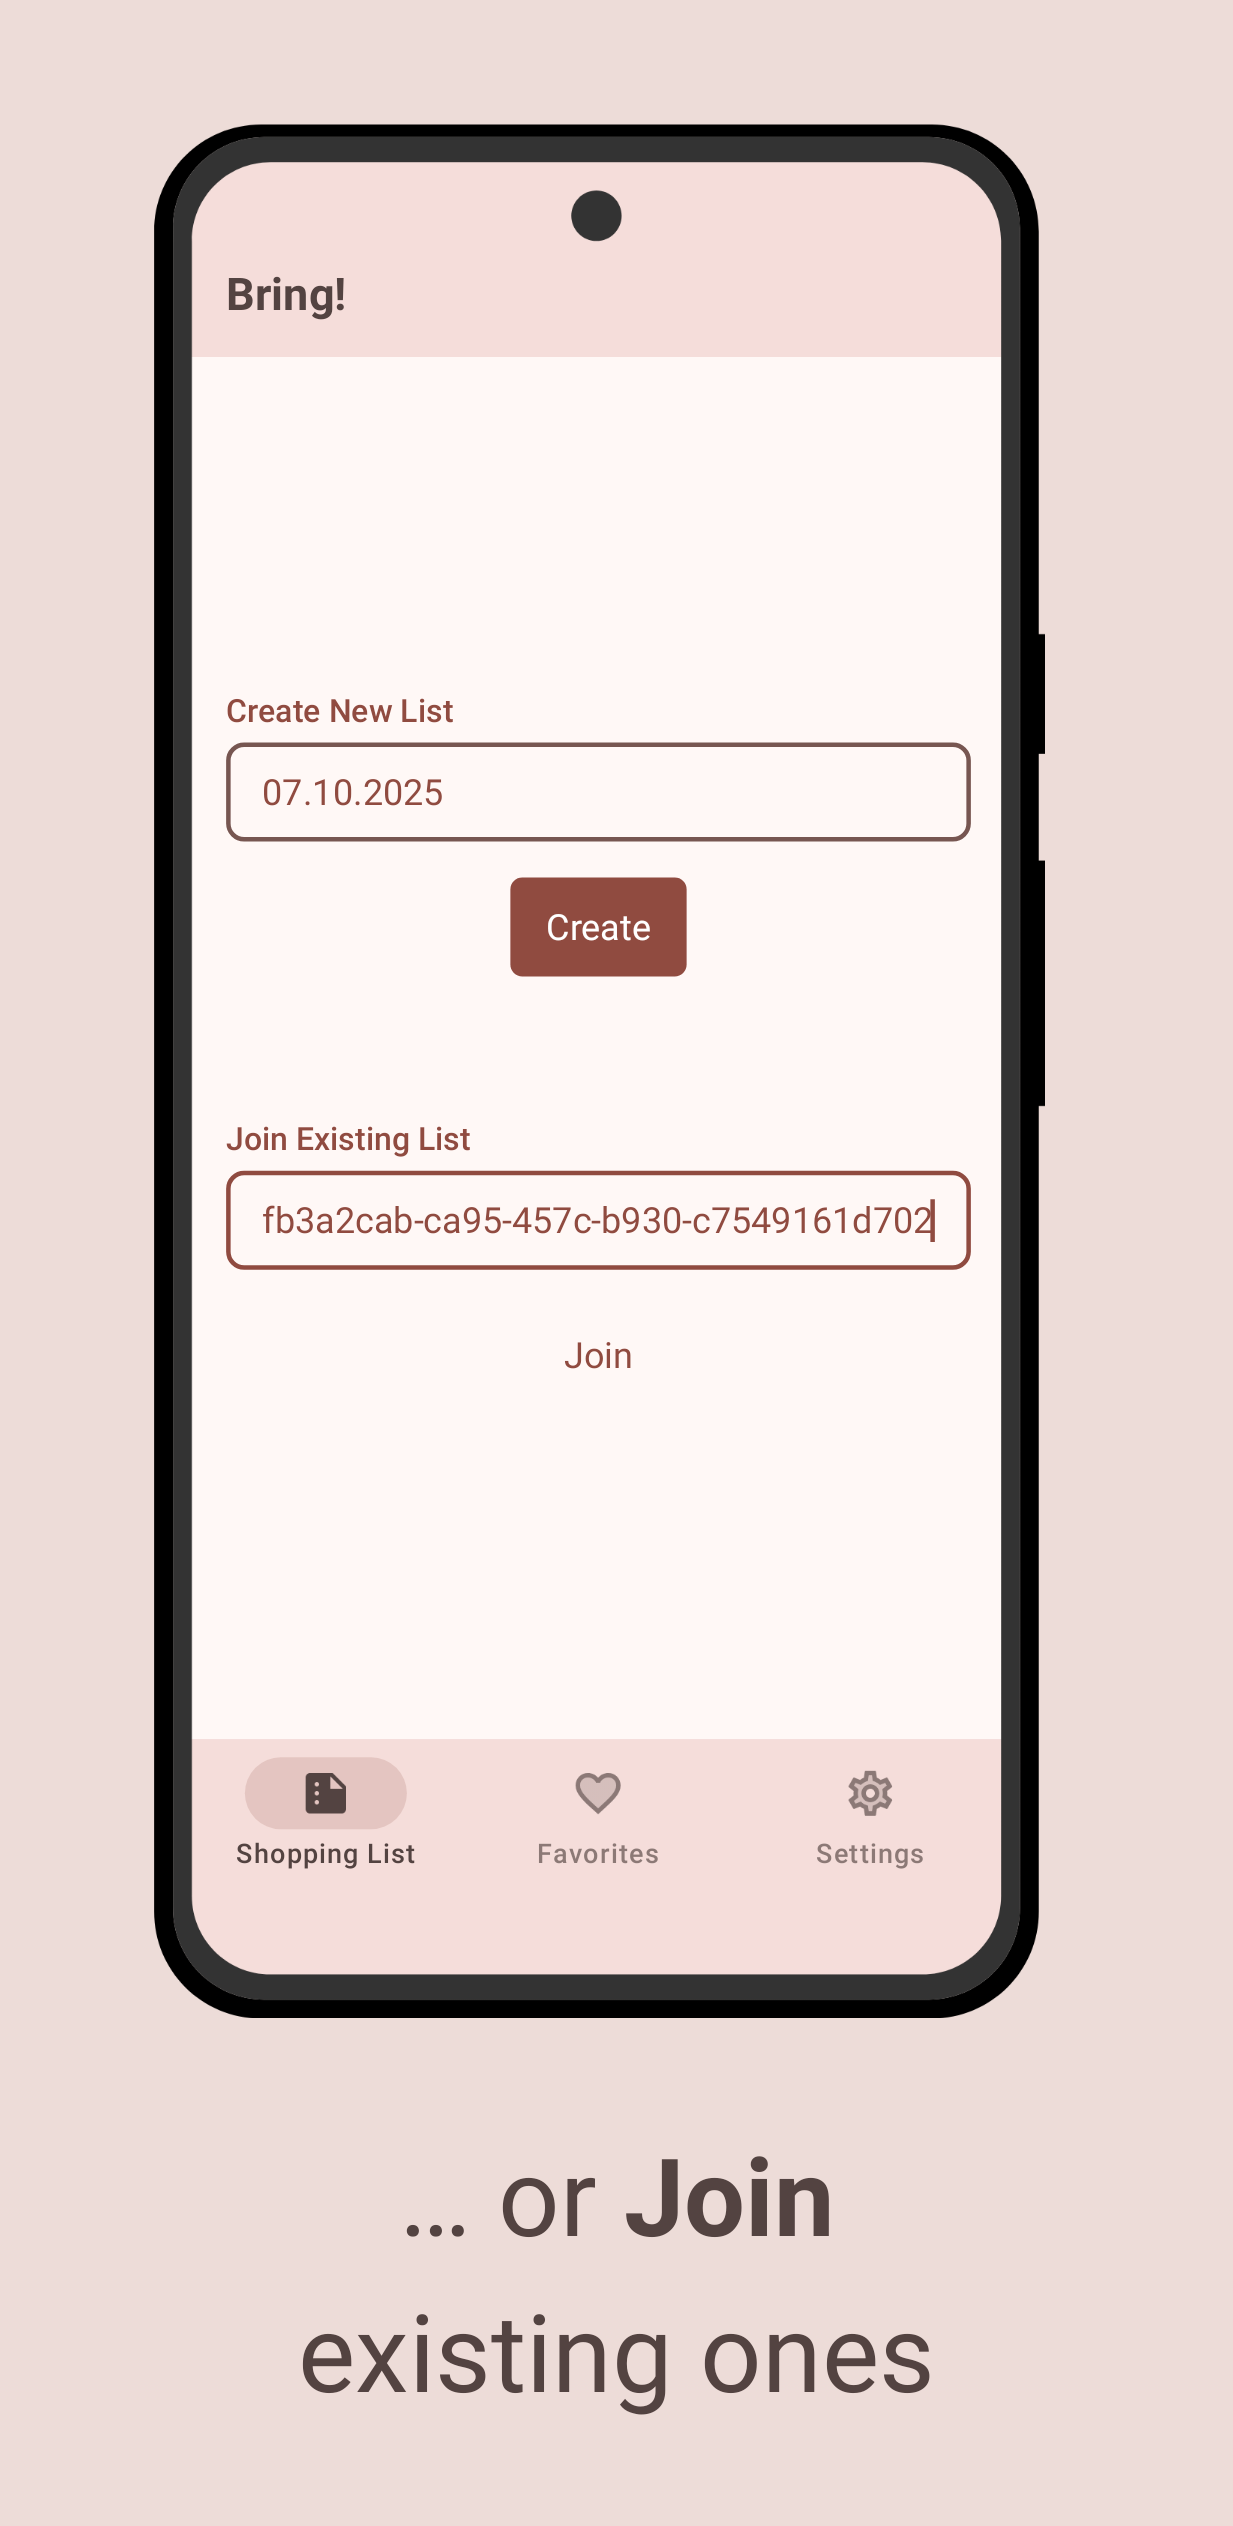 Bring!
Create New List
07.10.2025
Create
Join Existing List
fb3a2cab-ca95-457c-b930-c7549161d702
Join
Shopping List
Favorites
Settings
... or Join
existing ones